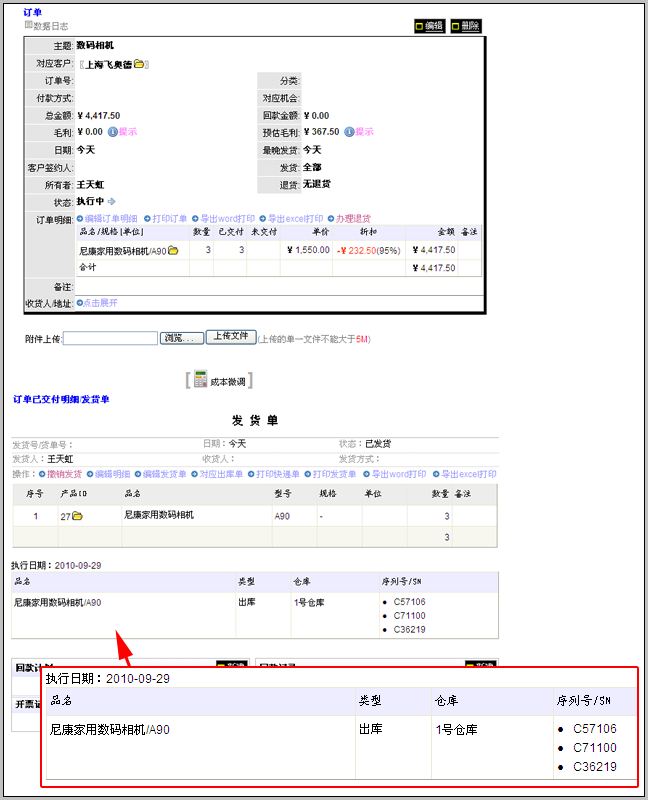 订单
数据日志 编辑 删除
主题: 数码相机
对应客户: 〖上海飞奥德〗
订单号: 分类:
付款方式: 对应机会:
总金额: ¥ 4,417.50 回款金额: ¥ 0.00
毛利: ¥ 0.00 提示 预估毛利: ¥ 367.50 提示
日期: 今天 最晚发货: 今天
客户签约人: 发货: 全部
所有者: 王天虹 退货: 无退货
状态: 执行中
订单明细: 编辑订单明细 打印订单 导出word打印 导出excel打印 办理退货
品名/规格[单位] 数量 已交付 未交付 单价 折扣 金额 备注
尼康家用数码相机/A90 3 3 ¥ 1,550.00 -¥ 232.50(95%) ¥ 4,417.50
合计 ¥ 4,417.50
备注:
收货人/地址: 点击展开
附件上传: 浏览... 上传文件 (上传的单一文件不能大于5M)
[ 成本微调 ]
订单已交付明细/发货单
发 货 单
发货号/货单号: 日期: 今天 状态: 已发货
发货人: 王天虹 收货人: 发货方式:
操作: 撤销发货 编辑明细 编辑发货单 对应出库单 打印快递单 打印发货单 导出word打印 导出excel打印
序号 产品ID 品名 型号 规格 单位 数量 备注
1 27 尼康家用数码相机 A90 - 3
3
执行日期: 2010-09-29
品名 类型 仓库 序列号/SN
尼康家用数码相机/A90 出库 1号仓库 • C57106
• C71100
• C36219
执行日期: 2010-09-29
品名 类型 仓库 序列号/SN
尼康家用数码相机/A90 出库 1号仓库 • C57106
• C71100
• C36219